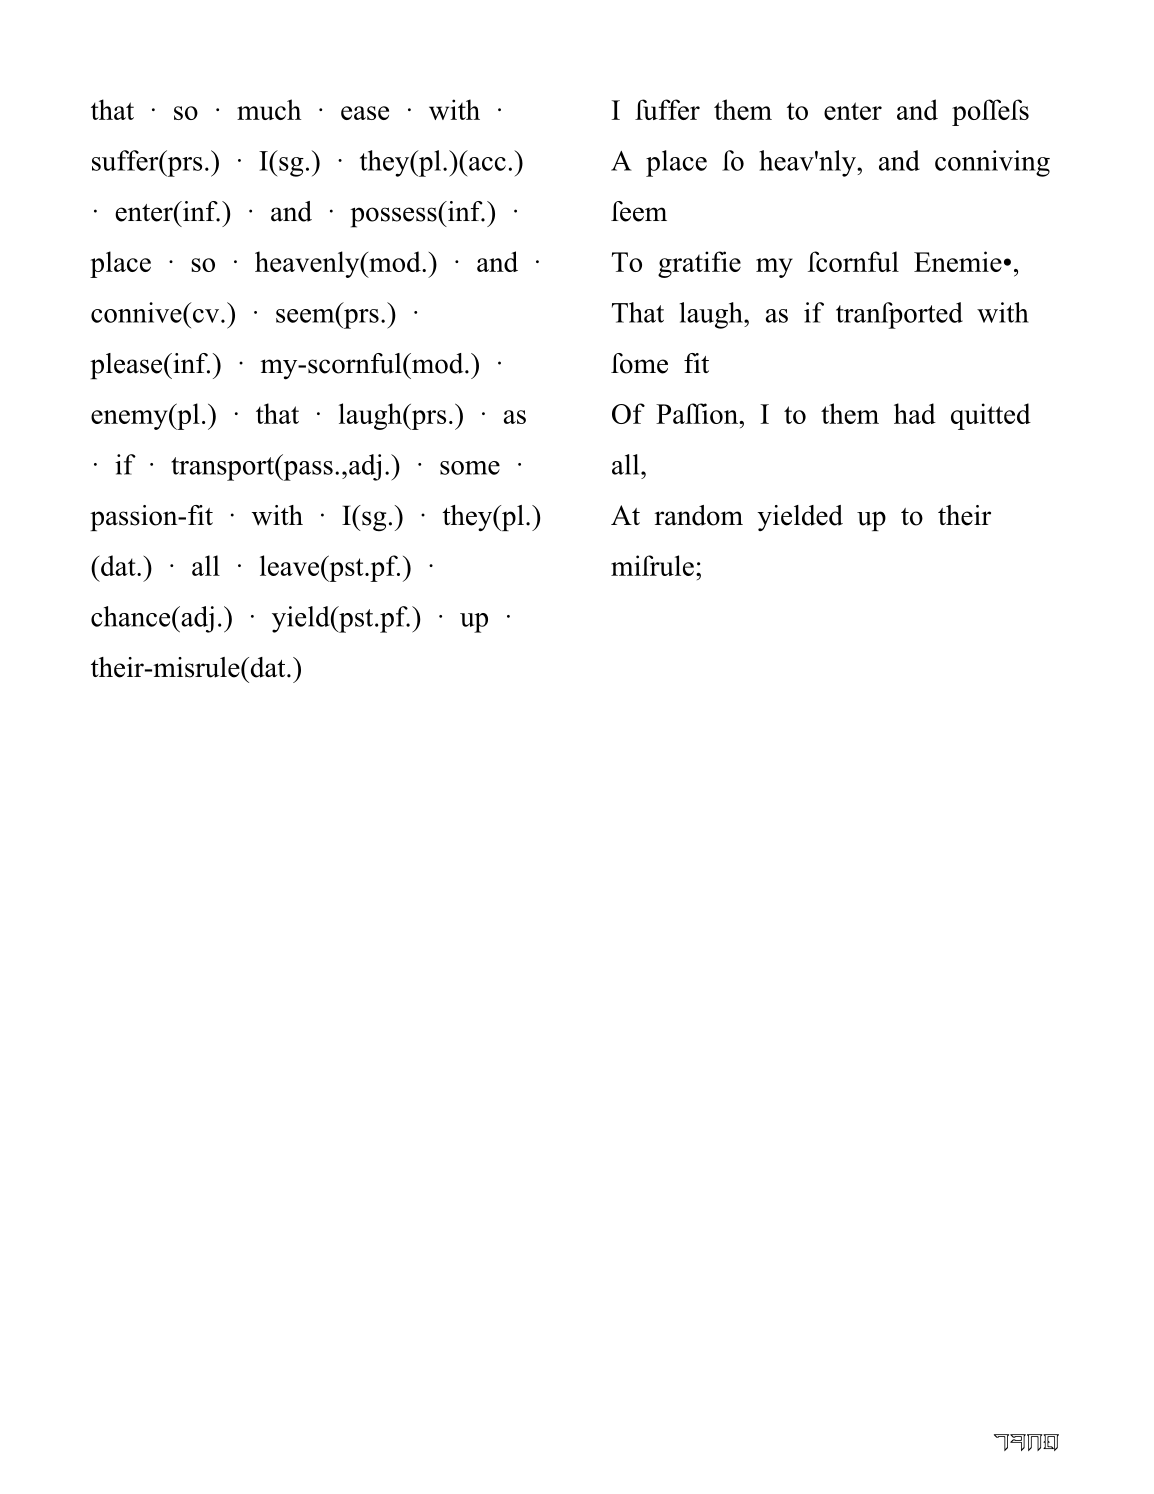 that · so · much · ease · with ·
suffer(prs.) · I(sg.) · they(pl.)(acc.)
· enter(inf.) · and · possess(inf.) ·
place · so · heavenly(mod.) · and ·
connive(cv.) · seem(prs.) ·
please(inf.) · my-scornful(mod.) ·
enemy(pl.) · that · laugh(prs.) · as
· if · transport(pass.,adj.) · some ·
passion-fit · with · I(sg.) · they(pl.)
(dat.) · all · leave(pst.pf.) ·
chance(adj.) · yield(pst.pf.) · up ·
their-misrule(dat.)
I ſuffer them to enter and poſſeſs
A place ſo heav'nly, and conniving
ſeem
To gratifie my ſcornful Enemie•,
That laugh, as if tranſported with
ſome fit
Of Paſſion, I to them had quitted
all,
At random yielded up to their
miſrule;